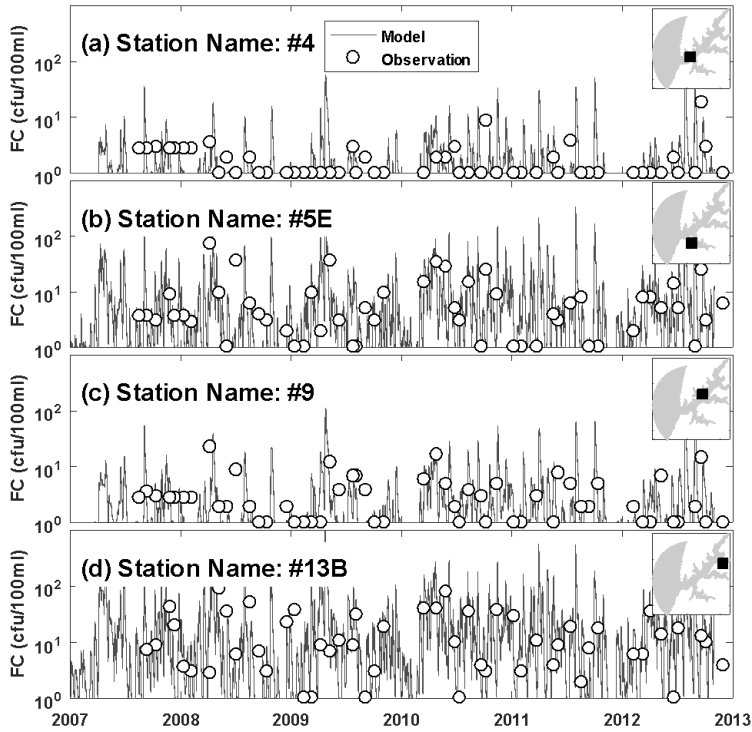 (a) Station Name: #4
Model
Observation
FC (cfu/100ml)
10²
10¹
10⁰
(b) Station Name: #5E
FC (cfu/100ml)
10²
10¹
10⁰
(c) Station Name: #9
FC (cfu/100ml)
10²
10¹
10⁰
(d) Station Name: #13B
FC (cfu/100ml)
10²
10¹
10⁰
2007 2008 2009 2010 2011 2012 2013